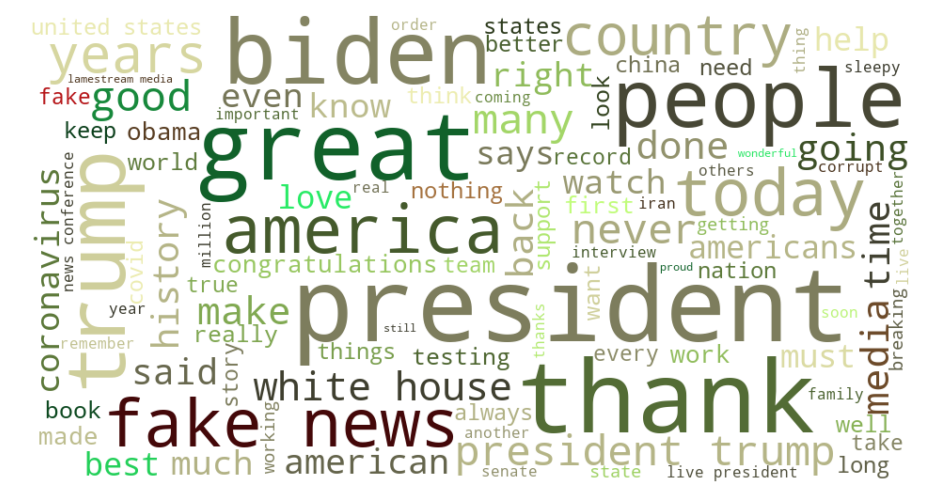 united states
order
states
country
help
thing
years
biden
better
lamestream media
right
china
need
sleepy
fake
good
even
know
think
coming
look
people
important
many
keep
obama
great
says
record
done
wonderful
going
world
others
corrupt
coronavirus
news conference
trump
history
love
real
nothing
watch
today
first
iran
together
million
america
back
support
never
getting
americans
interview
media
time
live
covid
congratulations
team
president
proud
nation
true
want
soon
breaking
year
make
really
still
thanks
remember
things
testing
every
work
must
story
said
white house
thank
family
book
fake news
always
well
made
working
another
president trump
take
best
much
american
senate
state
live president
long